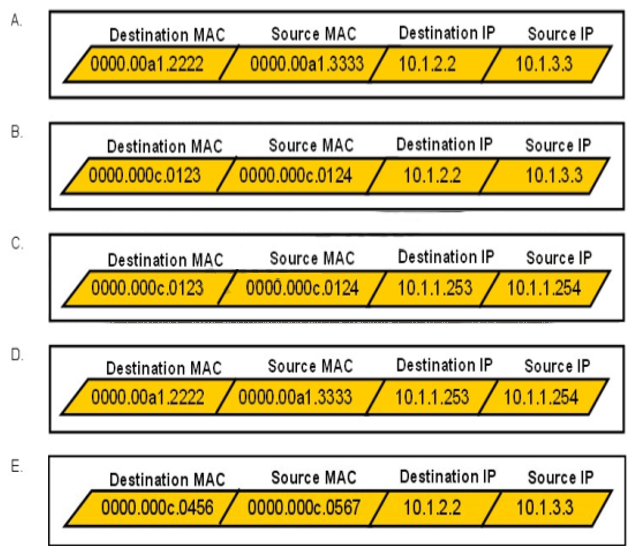 A.
Destination MAC Source MAC Destination IP Source IP
0000.00a1.2222 0000.00a1.3333 10.1.2.2 10.1.3.3
B.
Destination MAC Source MAC Destination IP Source IP
0000.000c.0123 0000.000c.0124 10.1.2.2 10.1.3.3
C.
Destination MAC Source MAC Destination IP Source IP
0000.000c.0123 0000.000c.0124 10.1.1.253 10.1.1.254
D.
Destination MAC Source MAC Destination IP Source IP
0000.00a1.2222 0000.00a1.3333 10.1.1.253 10.1.1.254
E.
Destination MAC Source MAC Destination IP Source IP
0000.000c.0456 0000.000c.0567 10.1.2.2 10.1.3.3